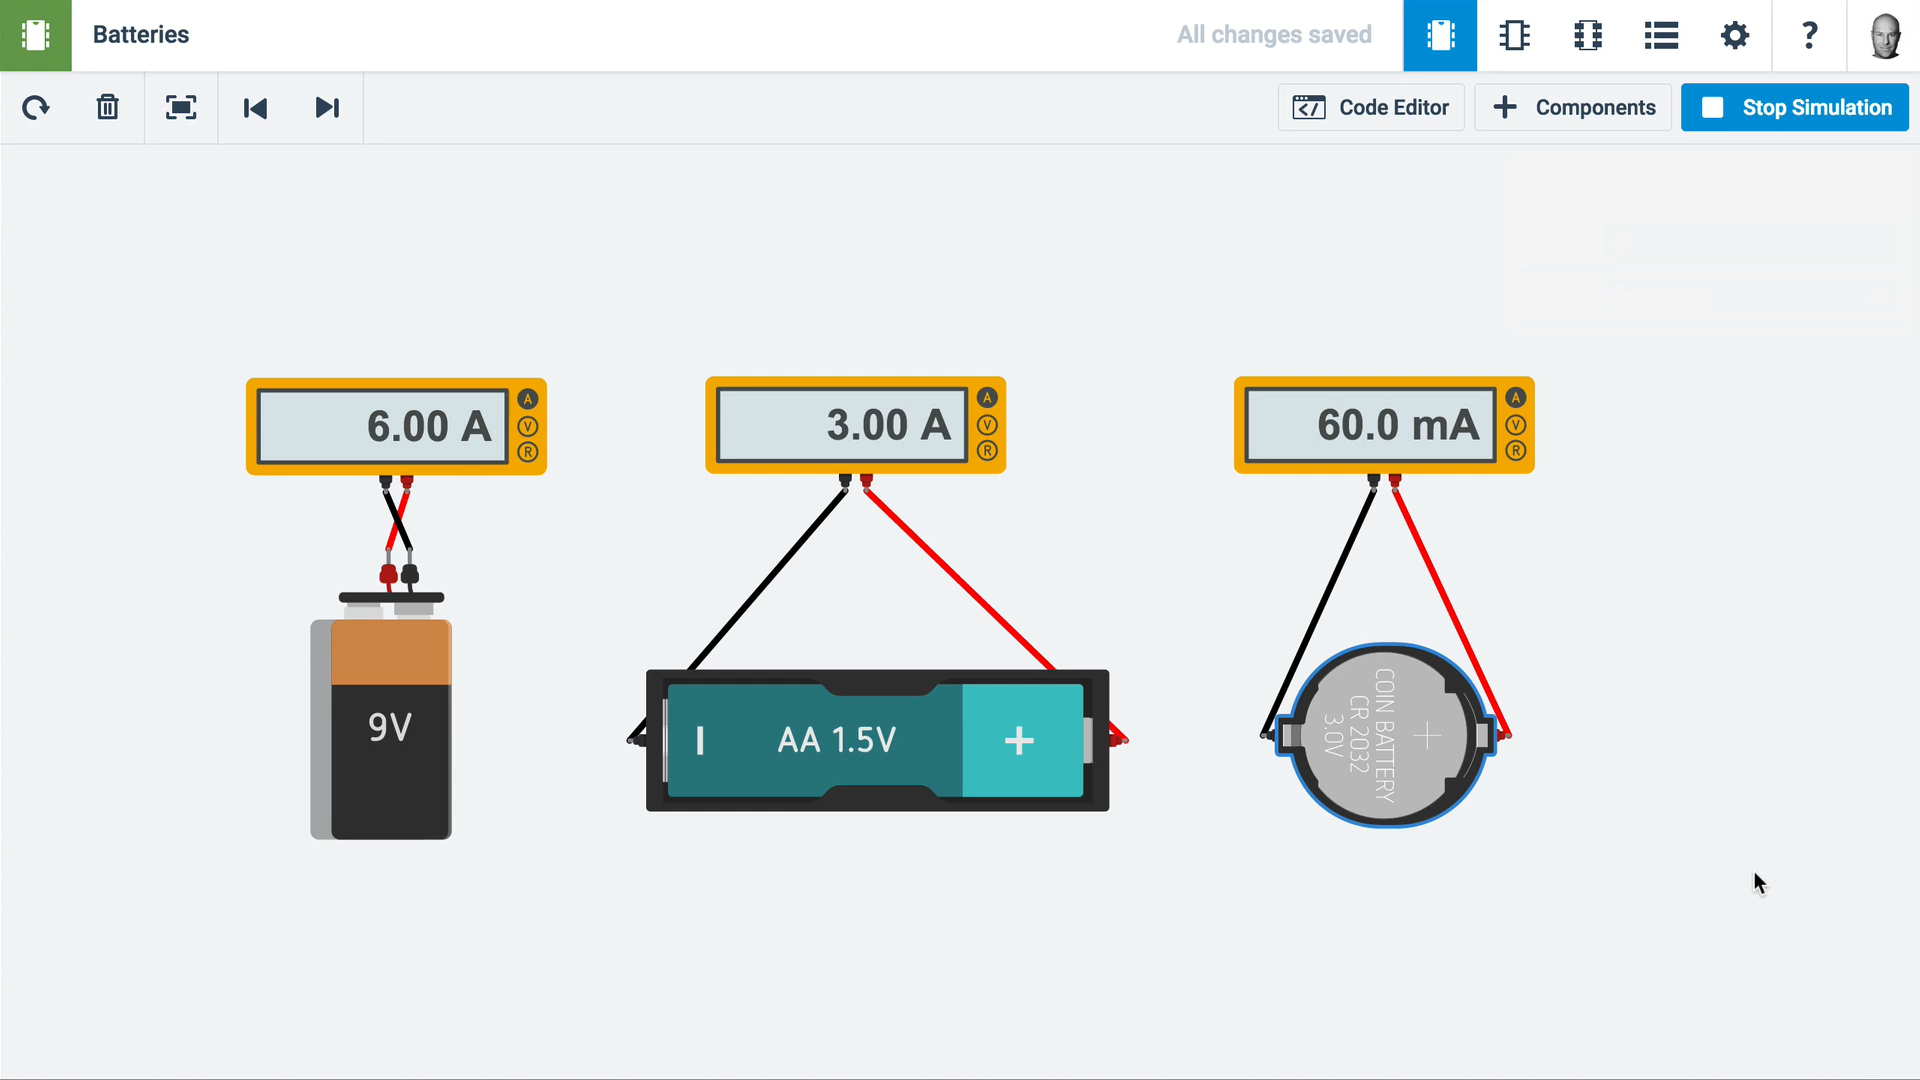 Batteries
All changes saved
?
</> Code Editor
+ Components
Stop Simulation
6.00 A
A
V
R
3.00 A
A
V
R
60.0 mA
A
V
R
9V
AA 1.5V
+
COIN BATTERY
CR 2032
3.0V
+